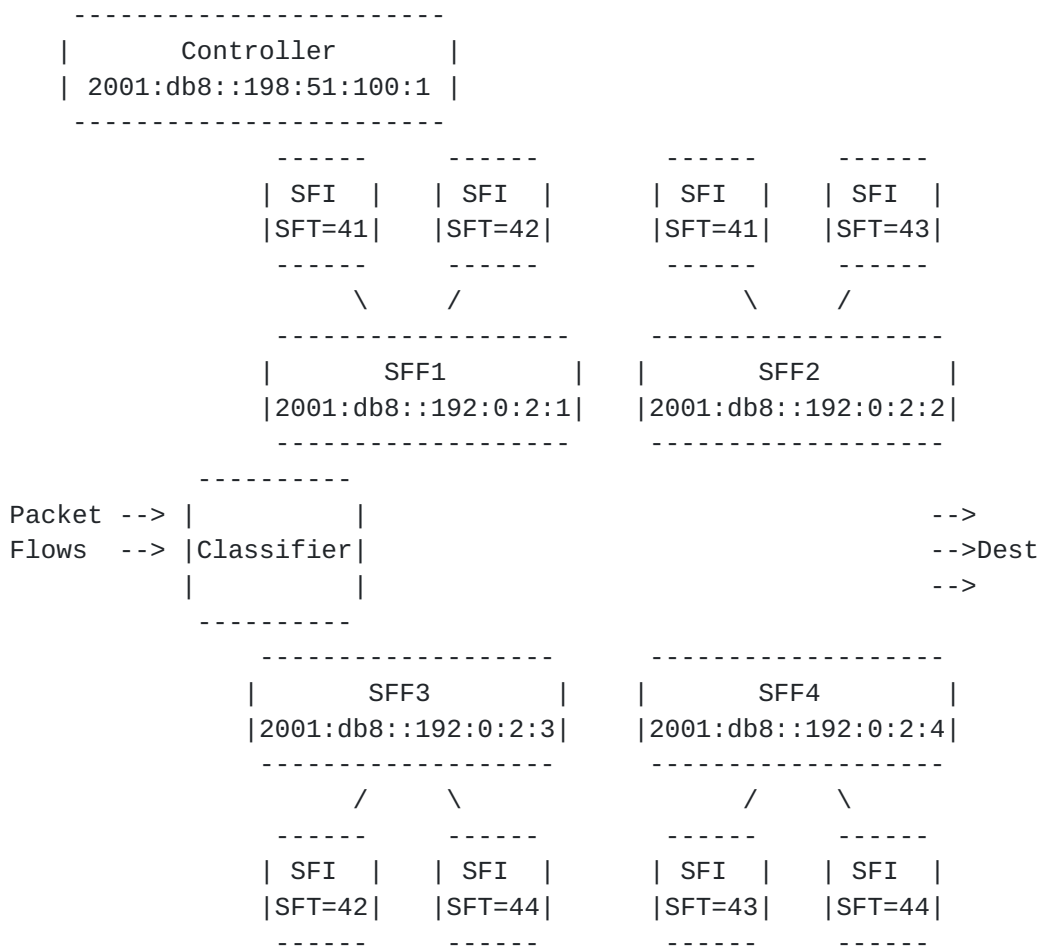 Controller
2001:db8::198:51:100:1
SFI SFI SFI SFI
SFT=41 SFT=42 SFT=41 SFT=43
SFF1 SFF2
2001:db8::192:0:2:1 2001:db8::192:0:2:2
Packet -->  -->
Flows --> Classifier -->Dest
-->
SFF3 SFF4
2001:db8::192:0:2:3 2001:db8::192:0:2:4
SFI SFI SFI SFI
SFT=42 SFT=44 SFT=43 SFT=44